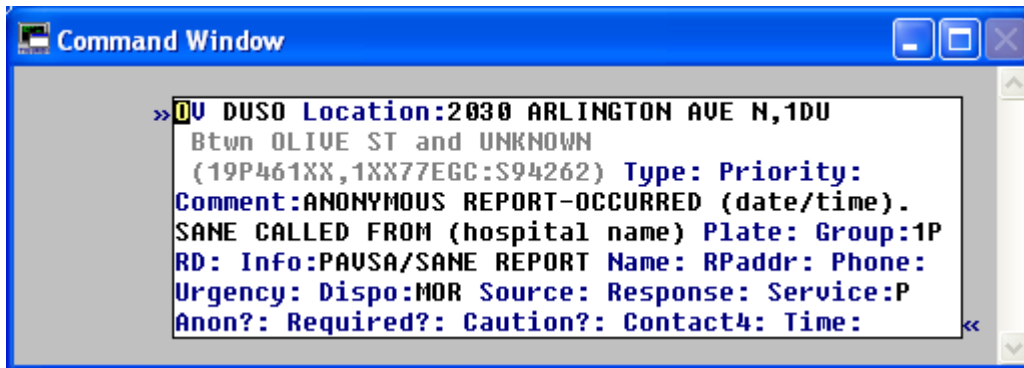 Command Window
»OV DUSO Location:2030 ARLINGTON AVE N,1DU
Btwn OLIVE ST and UNKNOWN
(19P461XX,1XX77EGC:S94262) Type: Priority:
Comment:ANONYMOUS REPORT-OCCURRED (date/time).
SANE CALLED FROM (hospital name) Plate: Group:1P
RD: Info:PAVSA/SANE REPORT Name: RPaddr: Phone:
Urgency: Dispo:MOR Source: Response: Service:P
Anon?: Required?: Caution?: Contact4: Time: «